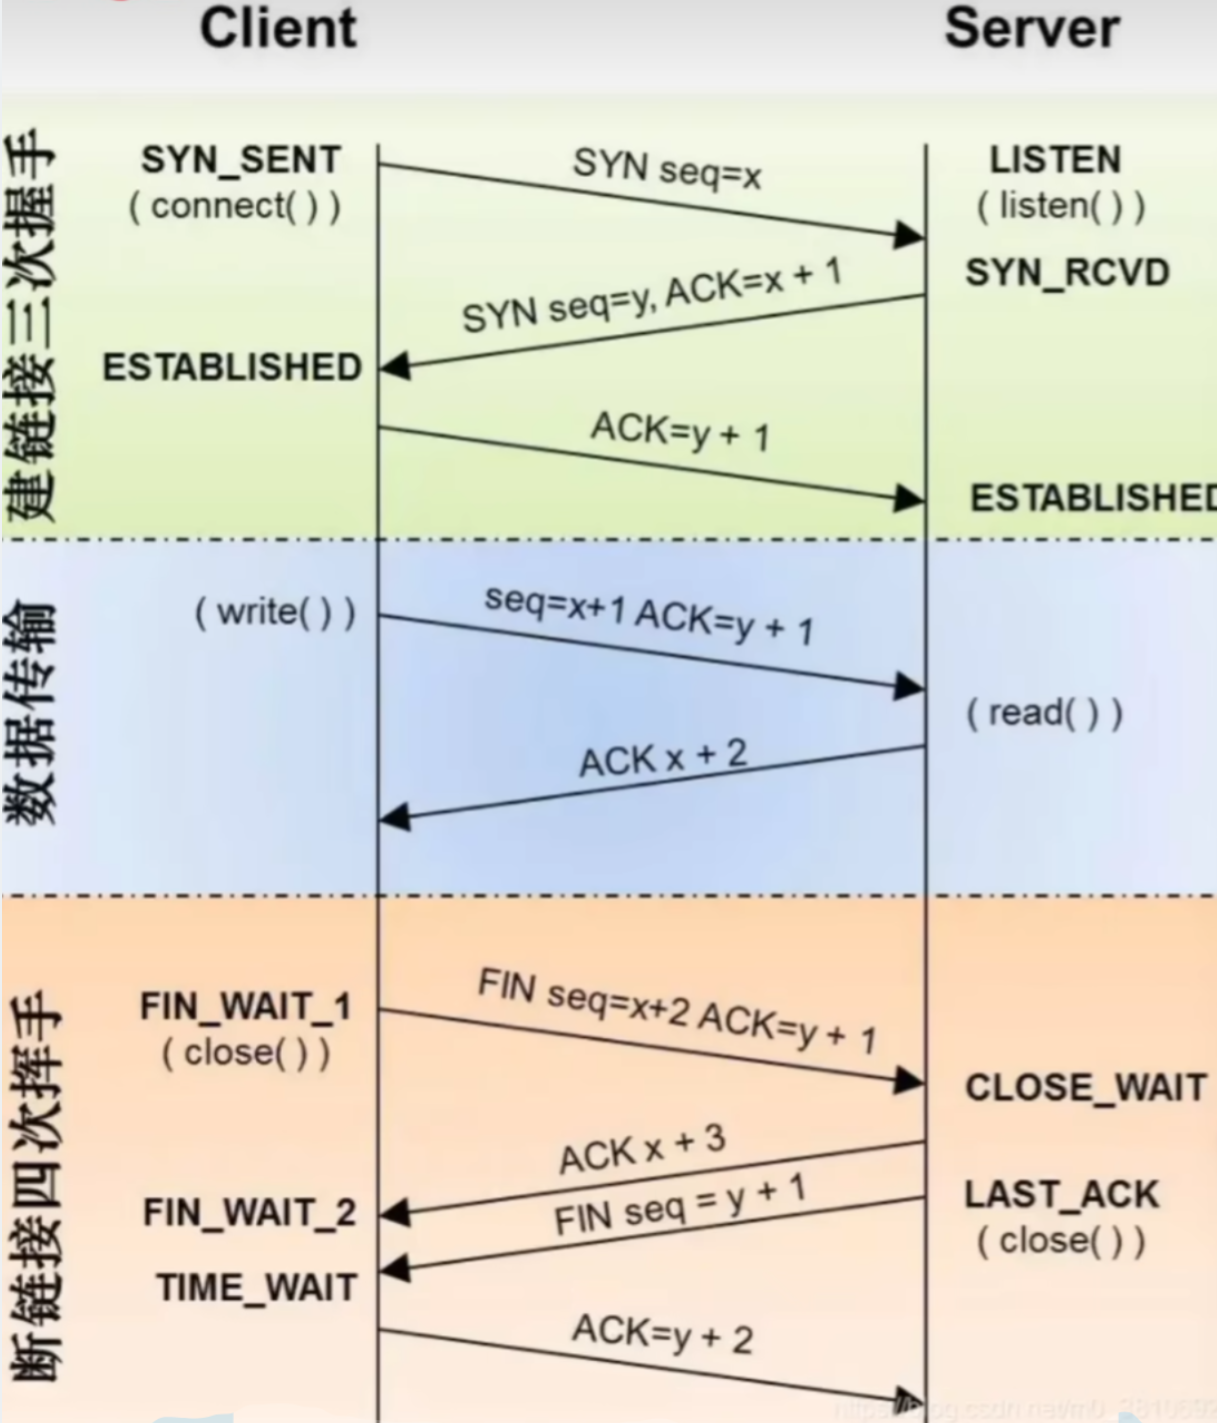 Client
Server
建链接三次握手
SYN_SENT
( connect( ) )
SYN seq=x
LISTEN
( listen( ) )
SYN_RCVD
SYN seq=y, ACK=x + 1
ESTABLISHED
ACK=y + 1
ESTABLISHED
数据传输
( write( ) )
seq=x+1 ACK=y + 1
( read( ) )
ACK x + 2
断链接四次挥手
FIN_WAIT_1
( close( ) )
FIN seq=x+2 ACK=y + 1
CLOSE_WAIT
ACK x + 3
FIN_WAIT_2
FIN seq = y + 1
LAST_ACK
( close( ) )
TIME_WAIT
ACK=y + 2